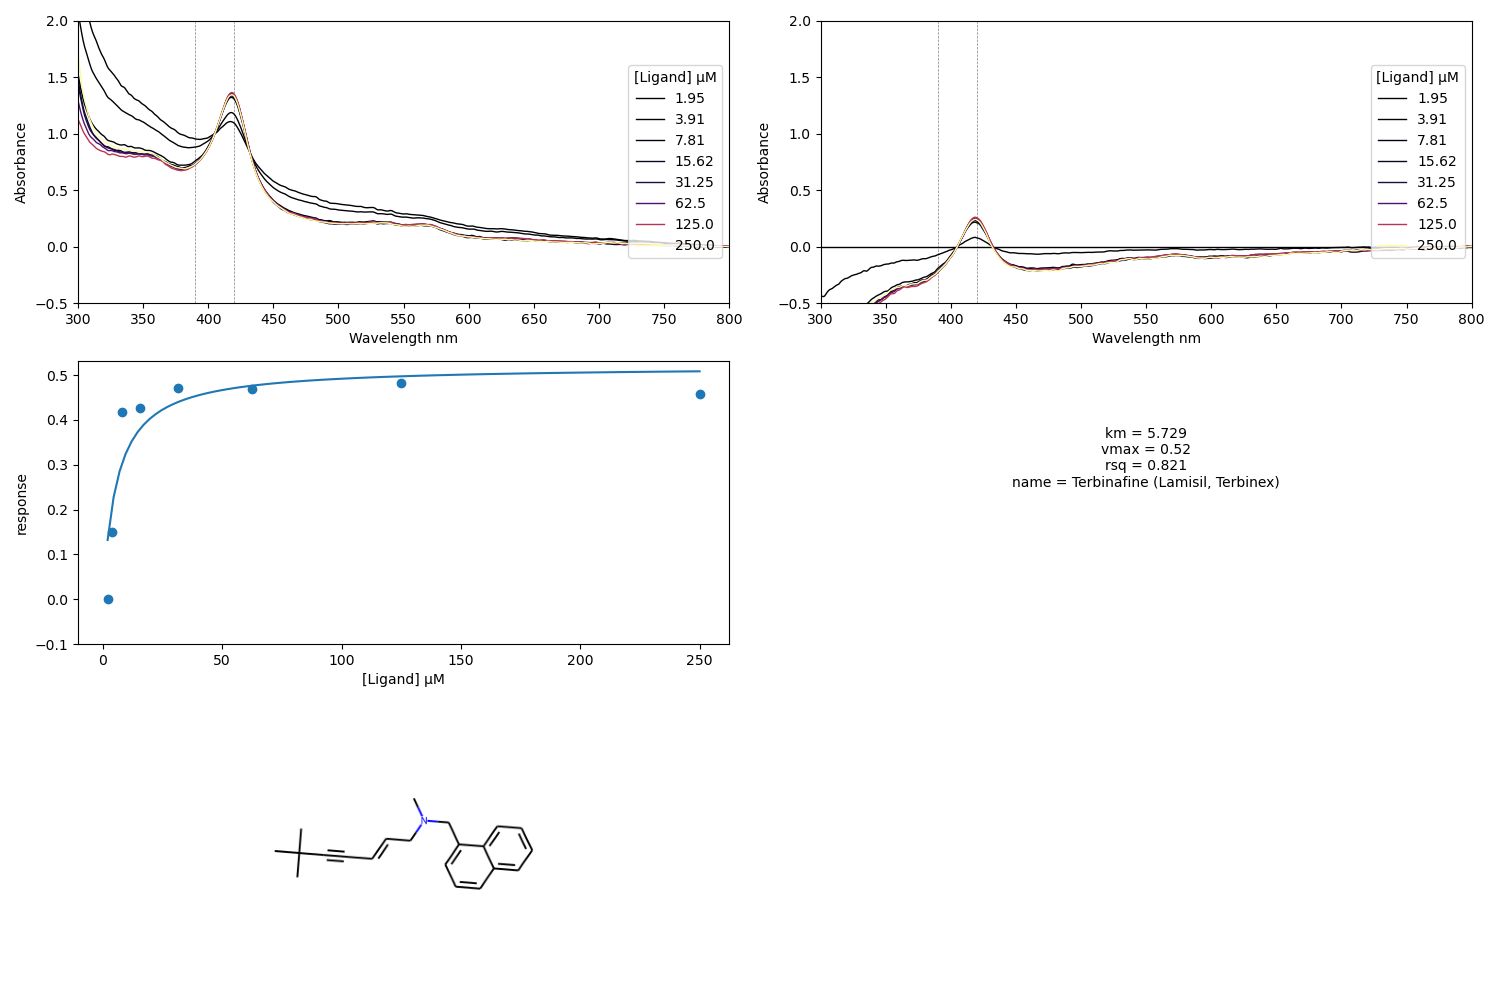 2.0
1.5
1.0
0.5
0.0
−0.5
Absorbance
300 350 400 450 500 550 600 650 700 750 800
Wavelength nm
[Ligand] μM
1.95
3.91
7.81
15.62
31.25
62.5
125.0
250.0
2.0
1.5
1.0
0.5
0.0
−0.5
Absorbance
300 350 400 450 500 550 600 650 700 750 800
Wavelength nm
[Ligand] μM
1.95
3.91
7.81
15.62
31.25
62.5
125.0
250.0
0.5
0.4
0.3
0.2
0.1
0.0
−0.1
response
0 50 100 150 200 250
[Ligand] μM
km = 5.729
vmax = 0.52
rsq = 0.821
name = Terbinafine (Lamisil, Terbinex)
N